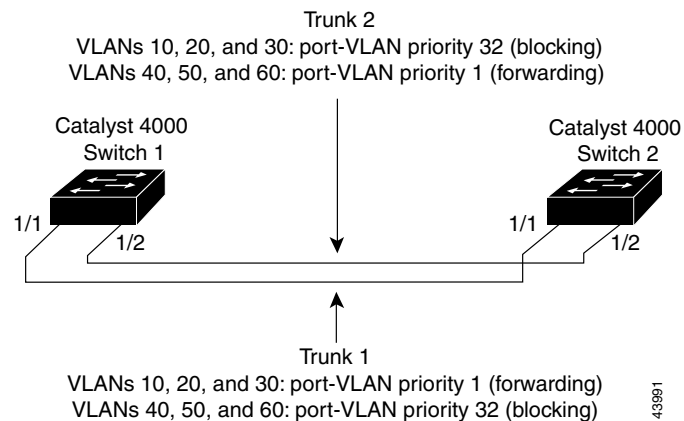 Trunk 2
VLANs 10, 20, and 30: port-VLAN priority 32 (blocking)
VLANs 40, 50, and 60: port-VLAN priority 1 (forwarding)
Catalyst 4000
Switch 1
Catalyst 4000
Switch 2
1/1
1/2
1/1
1/2
Trunk 1
VLANs 10, 20, and 30: port-VLAN priority 1 (forwarding)
VLANs 40, 50, and 60: port-VLAN priority 32 (blocking)
43991